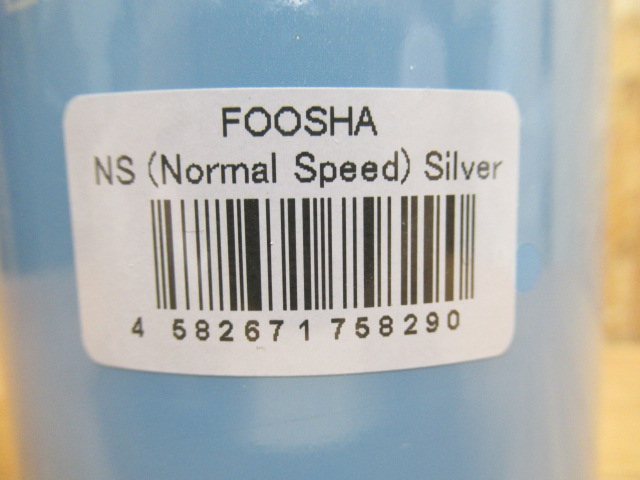 FOOSHA
NS (Normal Speed) Silver
4 582671 758290